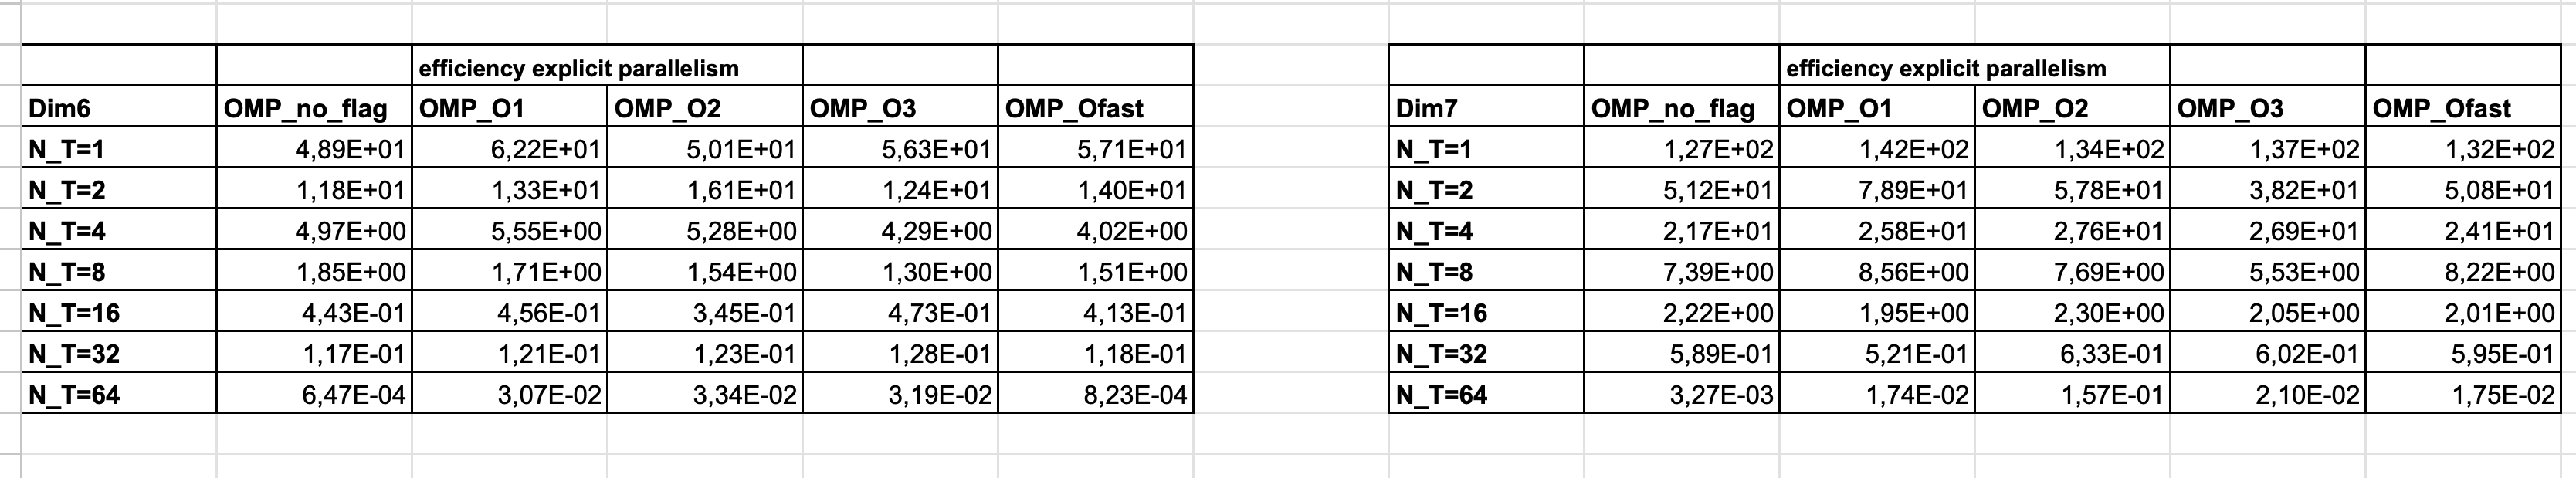 efficiency explicit parallelism
Dim6 OMP_no_flag OMP_O1 OMP_O2 OMP_O3 OMP_Ofast
N_T=1 4,89E+01 6,22E+01 5,01E+01 5,63E+01 5,71E+01
N_T=2 1,18E+01 1,33E+01 1,61E+01 1,24E+01 1,40E+01
N_T=4 4,97E+00 5,55E+00 5,28E+00 4,29E+00 4,02E+00
N_T=8 1,85E+00 1,71E+00 1,54E+00 1,30E+00 1,51E+00
N_T=16 4,43E-01 4,56E-01 3,45E-01 4,73E-01 4,13E-01
N_T=32 1,17E-01 1,21E-01 1,23E-01 1,28E-01 1,18E-01
N_T=64 6,47E-04 3,07E-02 3,34E-02 3,19E-02 8,23E-04
efficiency explicit parallelism
Dim7 OMP_no_flag OMP_O1 OMP_O2 OMP_O3 OMP_Ofast
N_T=1 1,27E+02 1,42E+02 1,34E+02 1,37E+02 1,32E+02
N_T=2 5,12E+01 7,89E+01 5,78E+01 3,82E+01 5,08E+01
N_T=4 2,17E+01 2,58E+01 2,76E+01 2,69E+01 2,41E+01
N_T=8 7,39E+00 8,56E+00 7,69E+00 5,53E+00 8,22E+00
N_T=16 2,22E+00 1,95E+00 2,30E+00 2,05E+00 2,01E+00
N_T=32 5,89E-01 5,21E-01 6,33E-01 6,02E-01 5,95E-01
N_T=64 3,27E-03 1,74E-02 1,57E-01 2,10E-02 1,75E-02